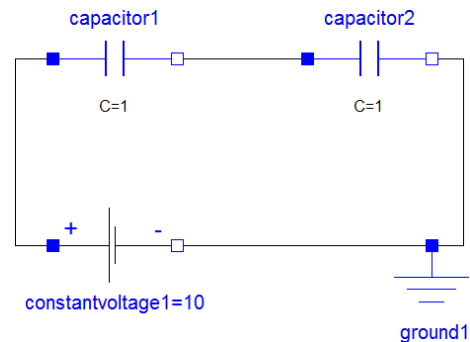 capacitor1
capacitor2
C=1
C=1
+
-
constantvoltage1=10
ground1